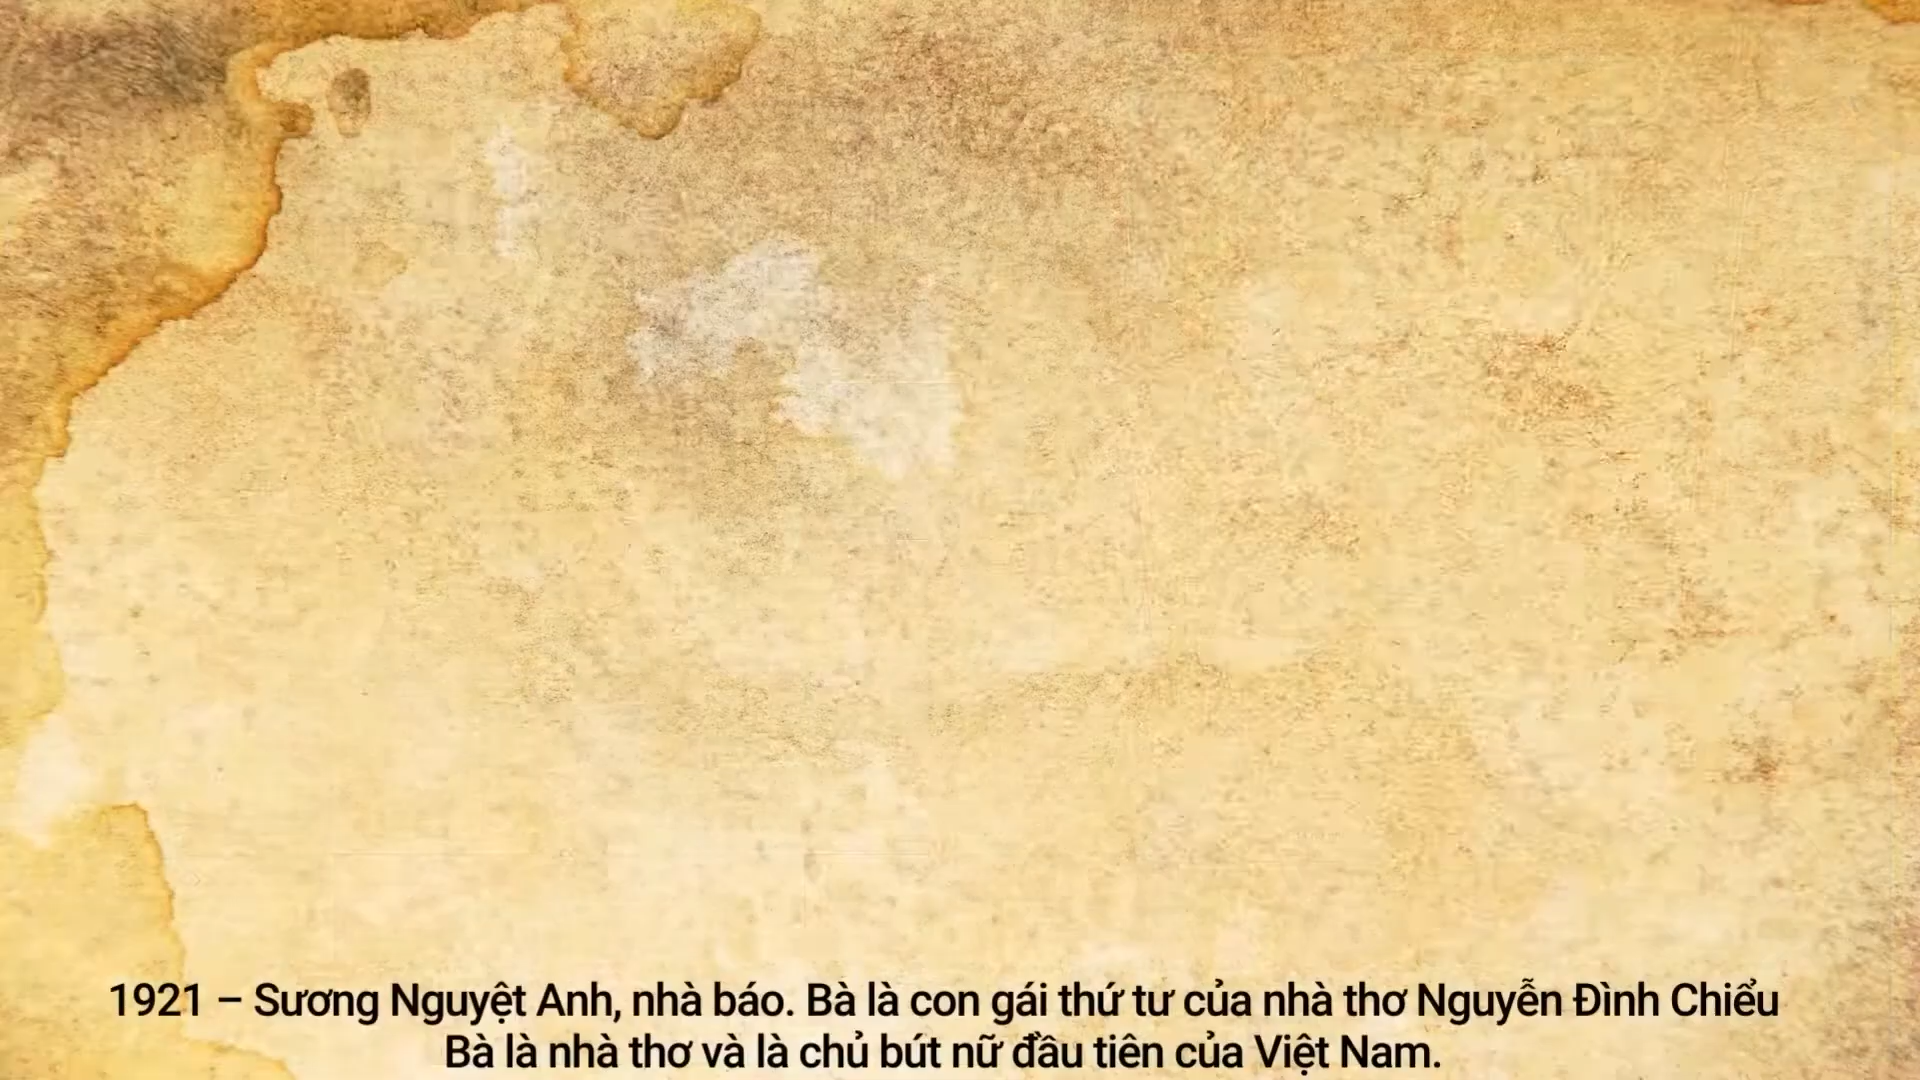 1921 – Sương Nguyệt Anh, nhà báo. Bà là con gái thứ tư của nhà thơ Nguyễn Đình Chiểu
Bà là nhà thơ và là chủ bút nữ đầu tiên của Việt Nam.